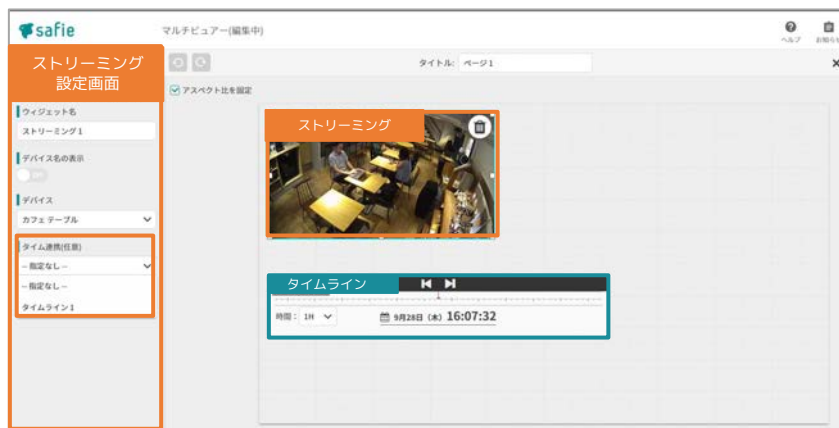 safie
マルチビュアー(編集中)
ヘルプ
お知らせ
ストリーミング
設定画面
タイトル: ページ1
アスペクト比を固定
ウィジェット名
ストリーミング1
デバイス名の表示
OFF
デバイス
カフェ テーブル
タイム連携(任意)
-- 指定なし --
-- 指定なし --
タイムライン1
ストリーミング
タイムライン
時間: 1H
9月28日 (木) 16:07:32